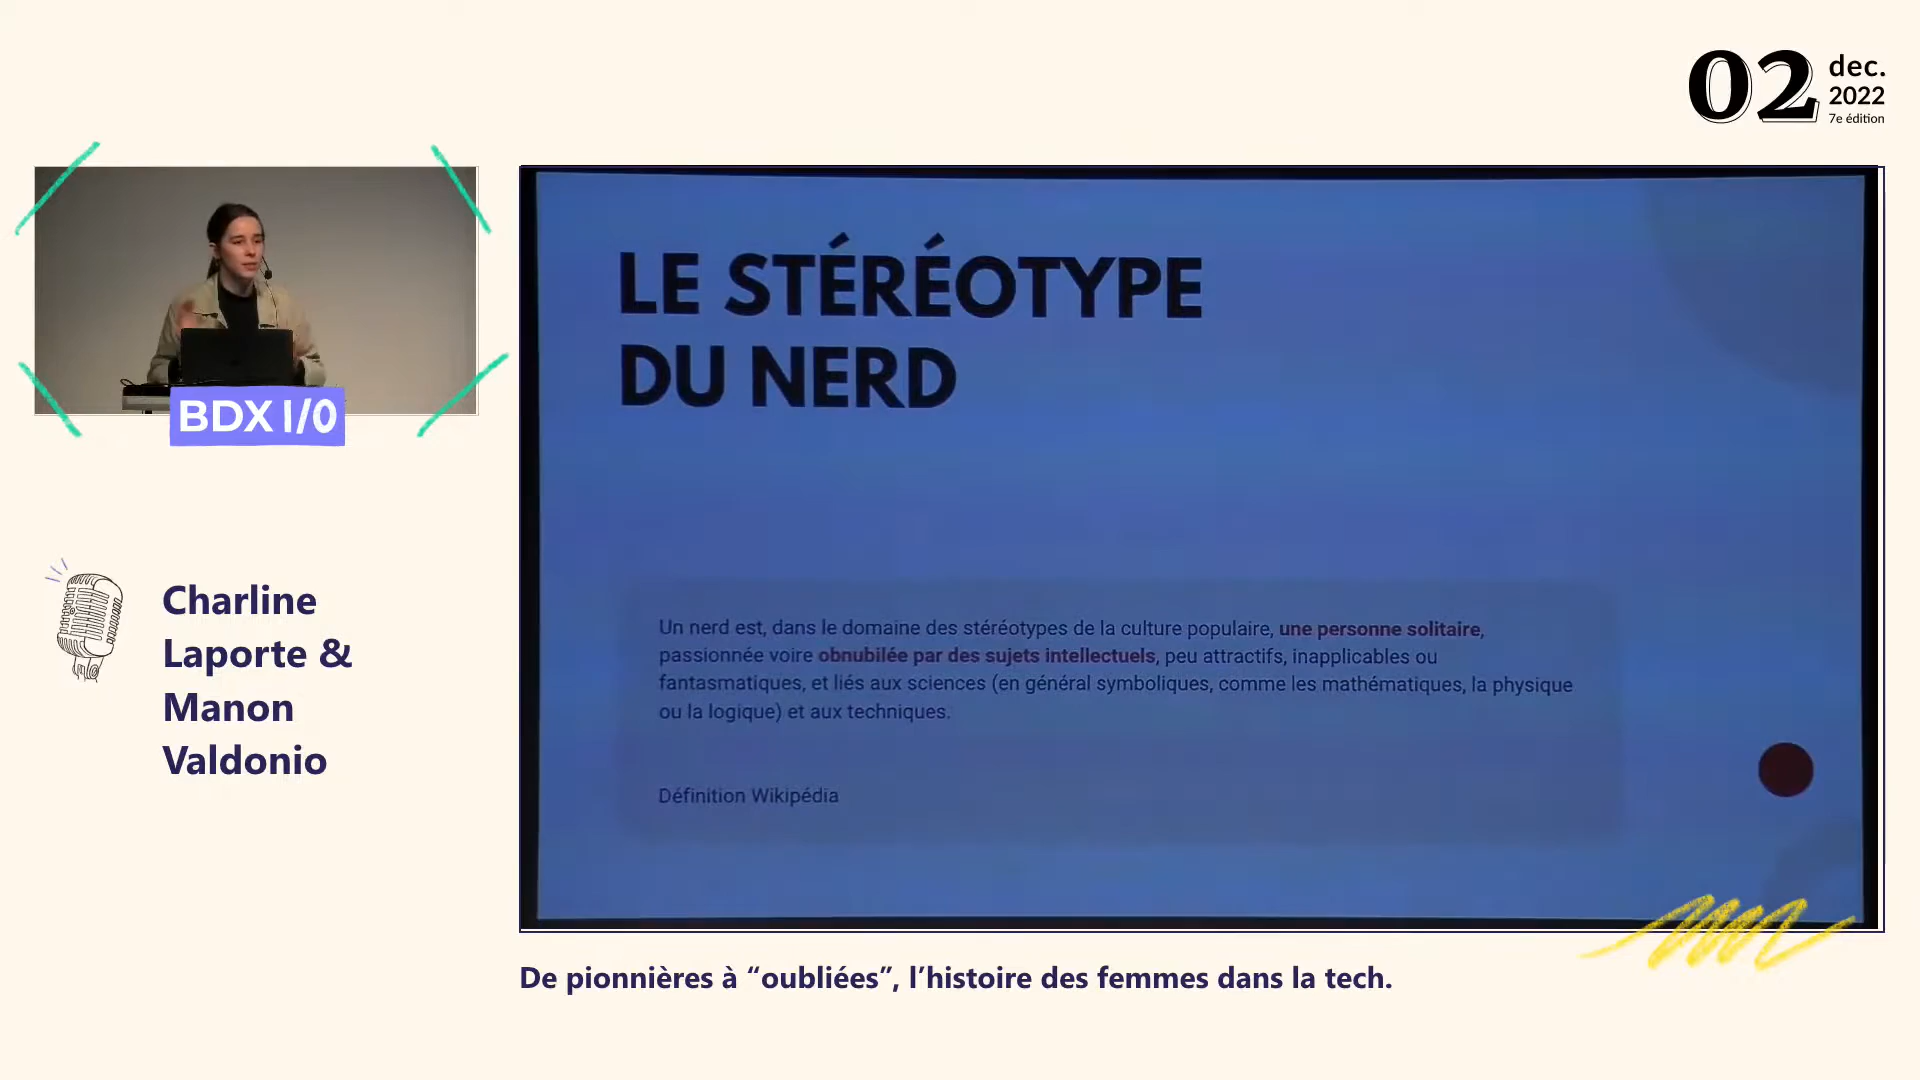 02
dec.
2022
7e édition
LE STÉRÉOTYPE
DU NERD
BDX I/O
Charline
Laporte &
Manon
Valdonio
Un nerd est, dans le domaine des stéréotypes de la culture populaire, une personne solitaire,
passionnée voire obnubilée par des sujets intellectuels, peu attractifs, inapplicables ou
fantasmatiques, et liés aux sciences (en général symboliques, comme les mathématiques, la physique
ou la logique) et aux techniques.
Définition Wikipédia
De pionnières à “oubliées”, l’histoire des femmes dans la tech.